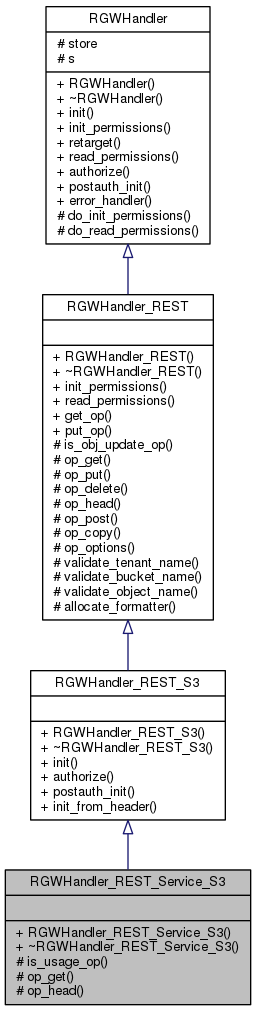 RGWHandler
# store
# s
+ RGWHandler()
+ ~RGWHandler()
+ init()
+ init_permissions()
+ retarget()
+ read_permissions()
+ authorize()
+ postauth_init()
+ error_handler()
# do_init_permissions()
# do_read_permissions()
RGWHandler_REST
+ RGWHandler_REST()
+ ~RGWHandler_REST()
+ init_permissions()
+ read_permissions()
+ get_op()
+ put_op()
# is_obj_update_op()
# op_get()
# op_put()
# op_delete()
# op_head()
# op_post()
# op_copy()
# op_options()
# validate_tenant_name()
# validate_bucket_name()
# validate_object_name()
# allocate_formatter()
RGWHandler_REST_S3
+ RGWHandler_REST_S3()
+ ~RGWHandler_REST_S3()
+ init()
+ authorize()
+ postauth_init()
+ init_from_header()
RGWHandler_REST_Service_S3
+ RGWHandler_REST_Service_S3()
+ ~RGWHandler_REST_Service_S3()
# is_usage_op()
# op_get()
# op_head()